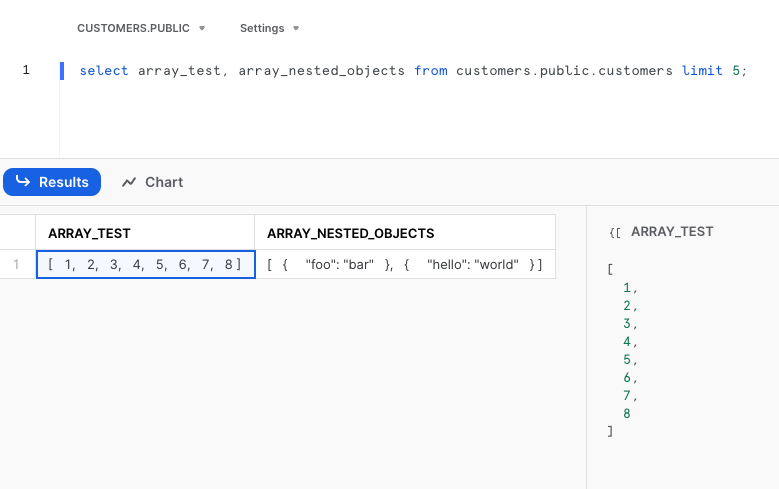 CUSTOMERS.PUBLIC Settings
1 select array_test, array_nested_objects from customers.public.customers limit 5;
Results Chart
ARRAY_TEST ARRAY_NESTED_OBJECTS
1 [ 1, 2, 3, 4, 5, 6, 7, 8 ] [ { "foo": "bar" }, { "hello": "world" } ]
{[ ARRAY_TEST
[
1,
2,
3,
4,
5,
6,
7,
8
]